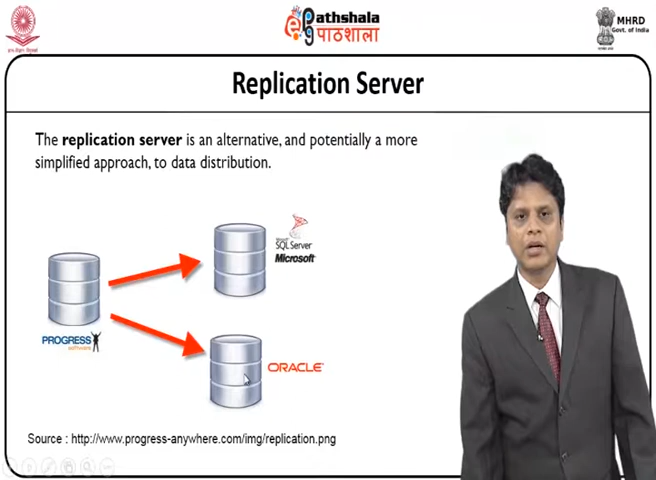 Pathshala
पाठशाला
MHRD
Govt. of India
Replication Server
The replication server is an alternative, and potentially a more
simplified approach, to data distribution.
SQL Server
Microsoft
PROGRESS
software
ORACLE
Source : http://www.progress-anywhere.com/img/replication.png